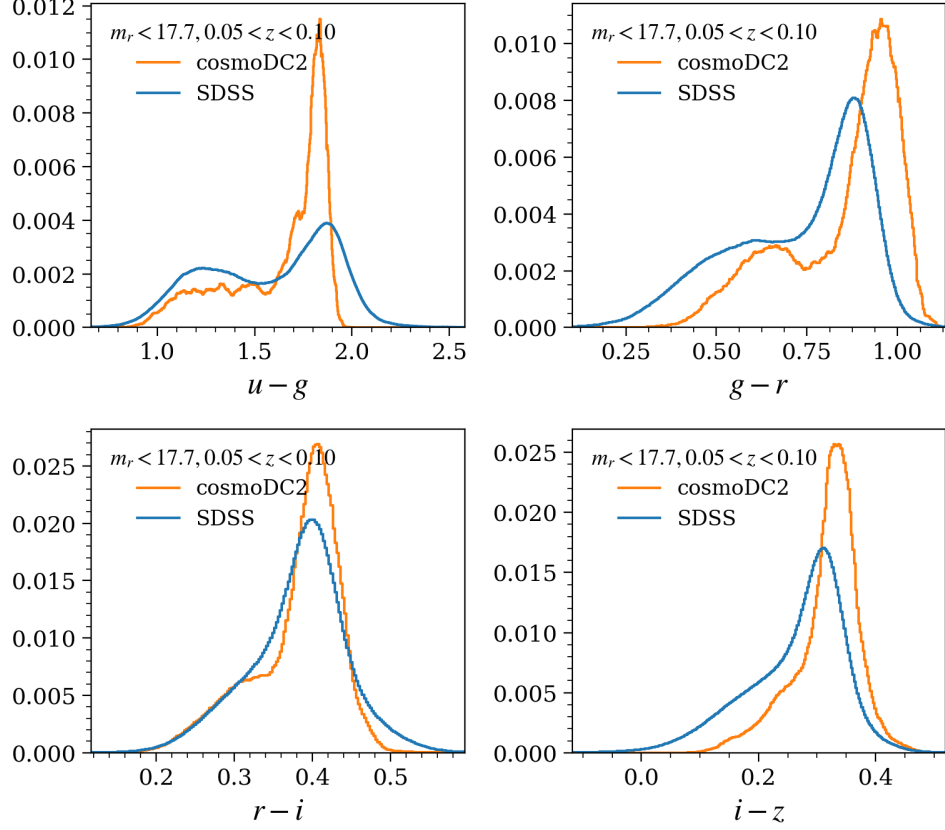 0.012
0.010
0.008
0.006
0.004
0.002
0.000
m_r < 17.7, 0.05 < z < 0.10
cosmoDC2
SDSS
1.0 1.5 2.0 2.5
u − g
0.010
0.008
0.006
0.004
0.002
0.000
m_r < 17.7, 0.05 < z < 0.10
cosmoDC2
SDSS
0.25 0.50 0.75 1.00
g − r
0.025
0.020
0.015
0.010
0.005
0.000
m_r < 17.7, 0.05 < z < 0.10
cosmoDC2
SDSS
0.2 0.3 0.4 0.5
r − i
0.025
0.020
0.015
0.010
0.005
0.000
m_r < 17.7, 0.05 < z < 0.10
cosmoDC2
SDSS
0.0 0.2 0.4
i − z